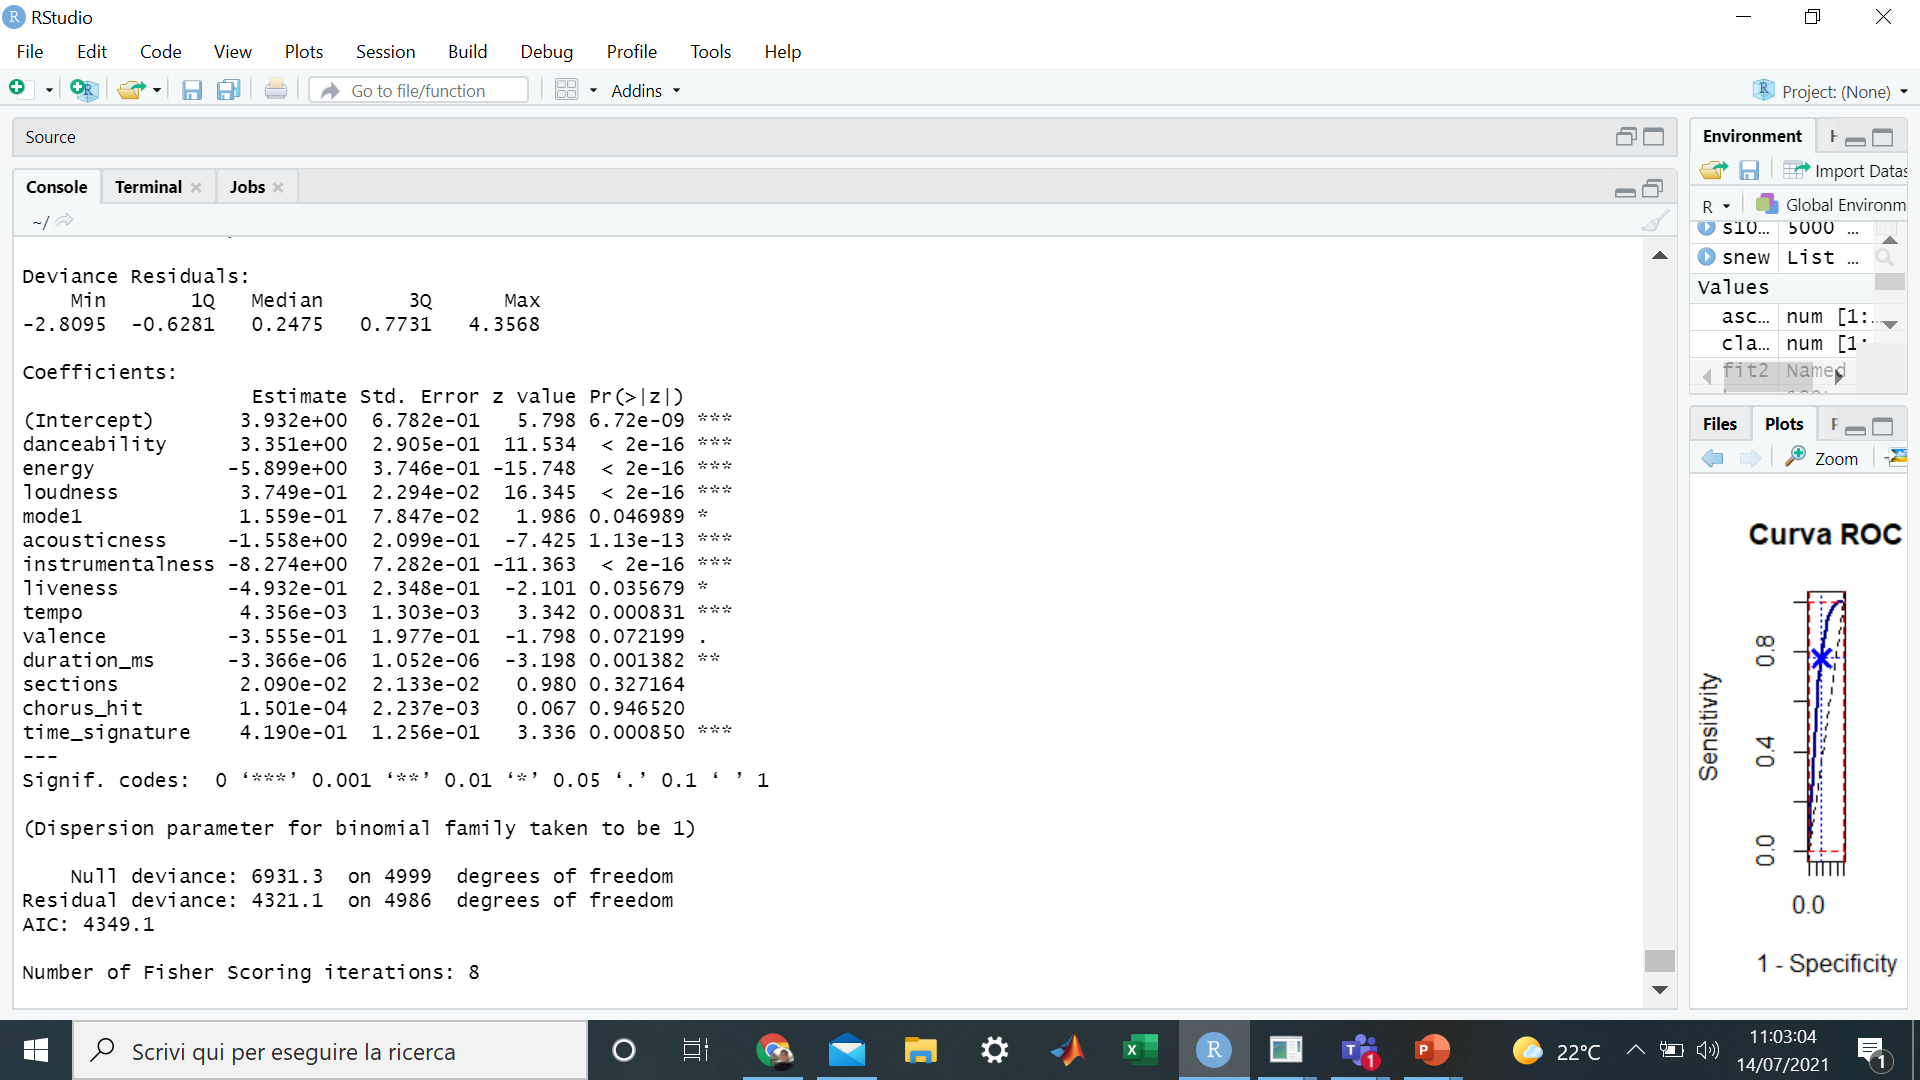 RStudio
File Edit Code View Plots Session Build Debug Profile Tools Help
Go to file/function Addins Project: (None)
Source
Console Terminal Jobs
~/
Deviance Residuals:
Min 1Q Median 3Q Max
-2.8095 -0.6281 0.2475 0.7731 4.3568
Coefficients:
Estimate Std. Error z value Pr(>|z|)
(Intercept) 3.932e+00 6.782e-01 5.798 6.72e-09 ***
danceability 3.351e+00 2.905e-01 11.534 < 2e-16 ***
energy -5.899e+00 3.746e-01 -15.748 < 2e-16 ***
loudness 3.749e-01 2.294e-02 16.345 < 2e-16 ***
mode1 1.559e-01 7.847e-02 1.986 0.046989 *
acousticness -1.558e+00 2.099e-01 -7.425 1.13e-13 ***
instrumentalness -8.274e+00 7.282e-01 -11.363 < 2e-16 ***
liveness -4.932e-01 2.348e-01 -2.101 0.035679 *
tempo 4.356e-03 1.303e-03 3.342 0.000831 ***
valence -3.555e-01 1.977e-01 -1.798 0.072199 .
duration_ms -3.366e-06 1.052e-06 -3.198 0.001382 **
sections 2.090e-02 2.133e-02 0.980 0.327164
chorus_hit 1.501e-04 2.237e-03 0.067 0.946520
time_signature 4.190e-01 1.256e-01 3.336 0.000850 ***
---
Signif. codes: 0 ‘***’ 0.001 ‘**’ 0.01 ‘*’ 0.05 ‘.’ 0.1 ‘ ’ 1
(Dispersion parameter for binomial family taken to be 1)
Null deviance: 6931.3 on 4999 degrees of freedom
Residual deviance: 4321.1 on 4986 degrees of freedom
AIC: 4349.1
Number of Fisher Scoring iterations: 8
Environment
Import Datas
R Global Environm
s10... 5000 ...
snew List ...
Values
asc... num [1:...
cla... num [1:
fit2 Named
Files Plots
Zoom
Curva ROC
Sensitivity
0.8
0.4
0.0
0.0
1 - Specificity
Scrivi qui per eseguire la ricerca
22°C
11:03:04
14/07/2021
1
1